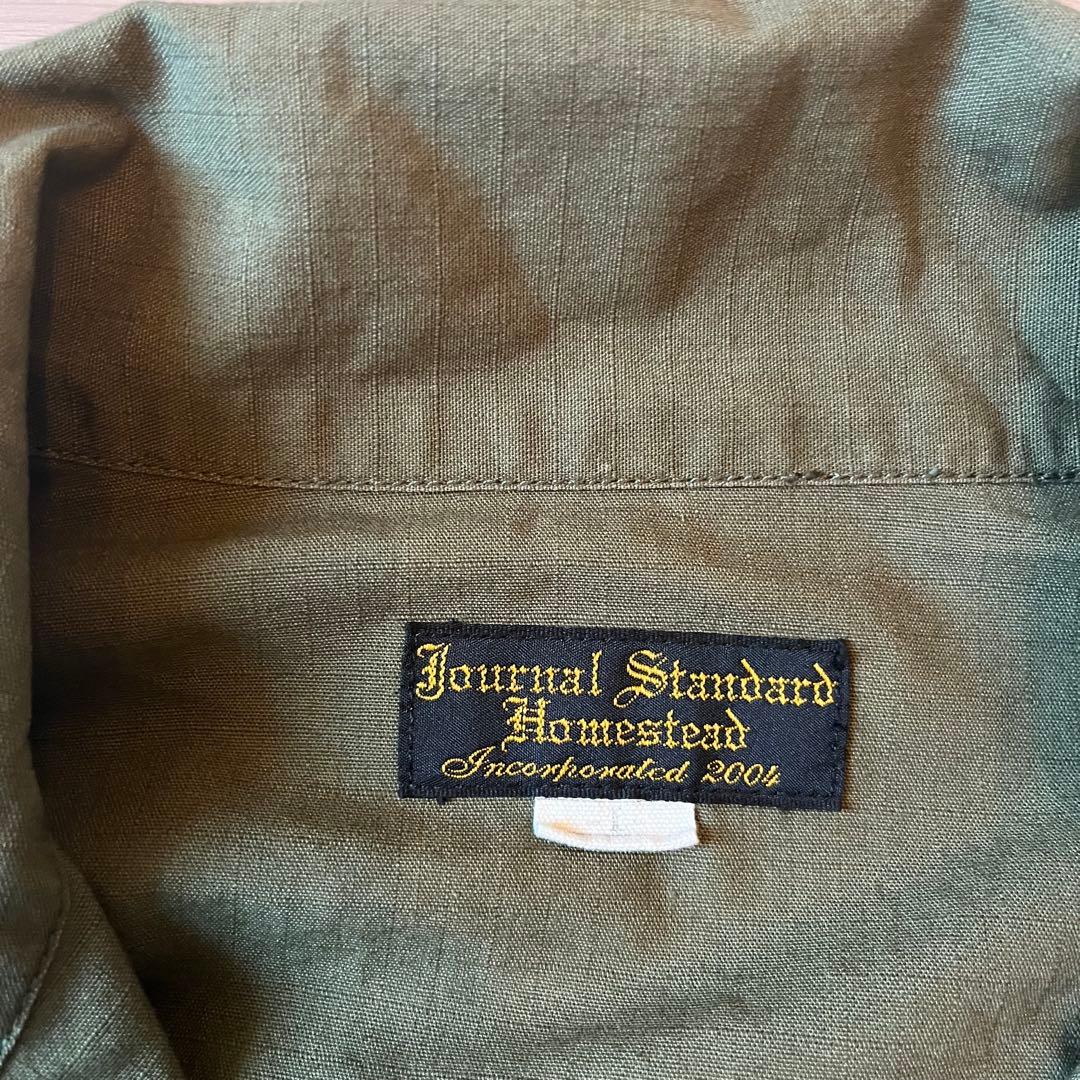 Journal Standard
Homestead
Incorporated 2004